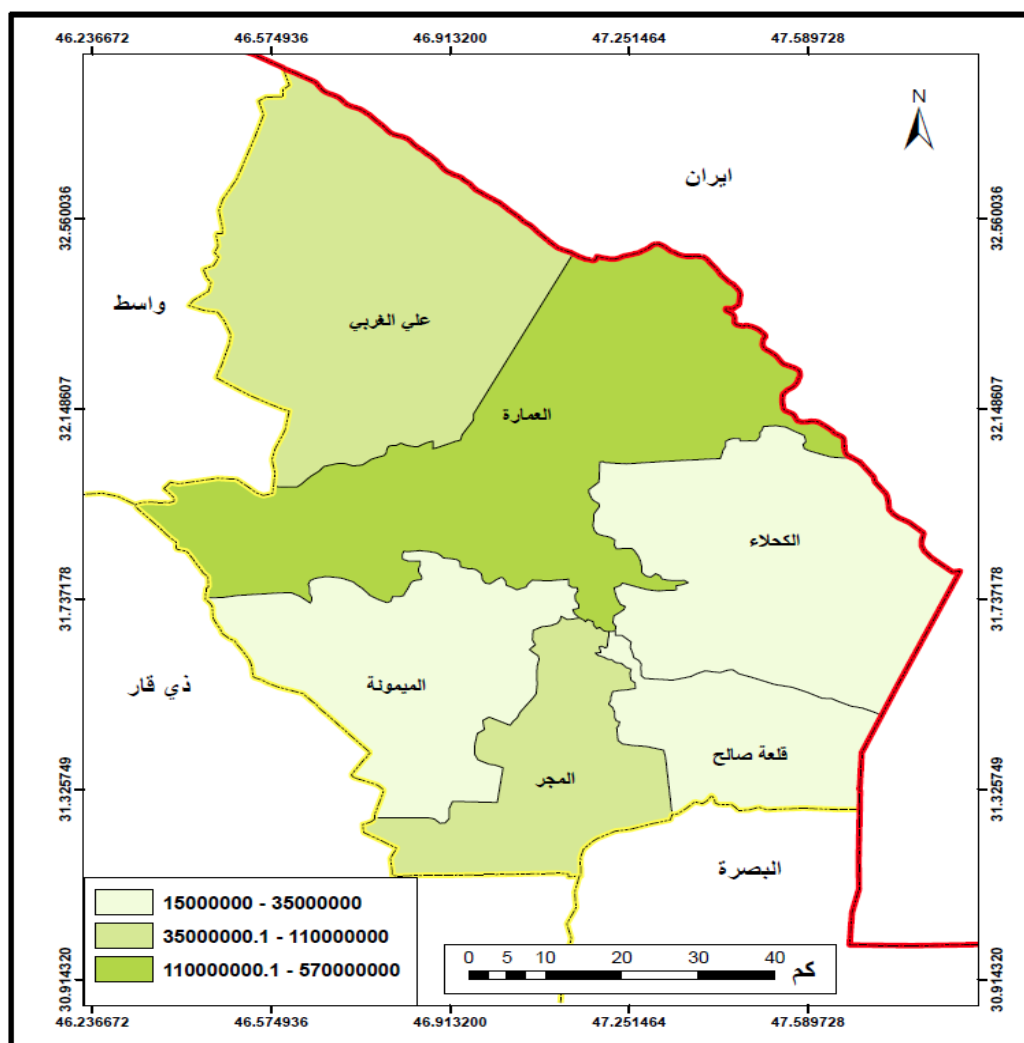 46.236672 46.574936 46.913200 47.251464 47.589728
N
ايران
32.560036 32.560036
واسط
علي الغربي
32.148607 32.148607
العمارة
الكحلاء
31.737178 31.737178
ذي قار
الميمونة
قلعة صالح
المجر
31.325749 31.325749
البصرة
15000000 - 35000000
35000000.1 - 110000000
110000000.1 - 570000000
0 5 10 20 30 40
كم
30.914320 30.914320
46.236672 46.574936 46.913200 47.251464 47.589728